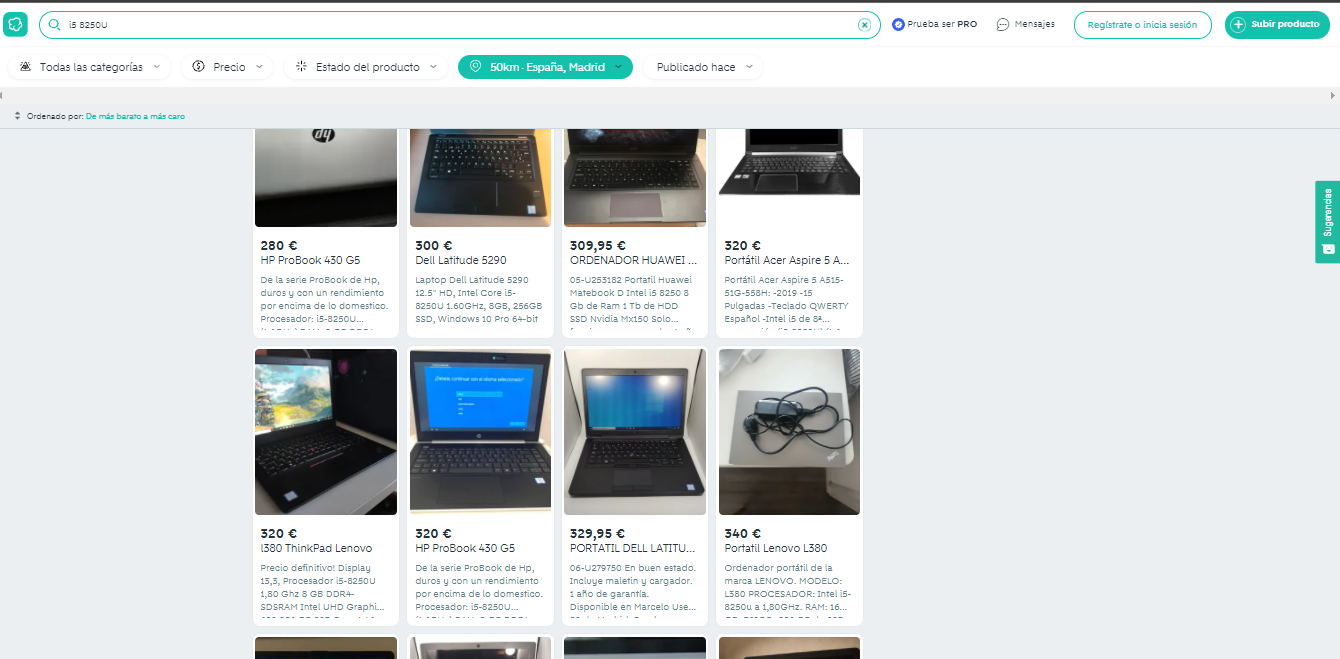 i5 8250U
Prueba ser PRO
Mensajes
Regístrate o inicia sesión
Subir producto
Todas las categorías
Precio
Estado del producto
50km - España, Madrid
Publicado hace
Ordenado por: De más barato a más caro
Sugerencias
280 €
HP ProBook 430 G5
De la serie ProBook de Hp,
duros y con un rendimiento
por encima de lo domestico.
Procesador: i5-8250U...
300 €
Dell Latitude 5290
Laptop Dell Latitude 5290
12.5" HD, Intel Core i5-
8250U 1.60GHz, 8GB, 256GB
SSD, Windows 10 Pro 64-bit
309,95 €
ORDENADOR HUAWEI ...
05-U253182 Portatil Huawei
Matebook D Intel i5 8250 8
Gb de Ram 1 Tb de HDD
SSD Nvidia Mx150 Solo...
320 €
Portátil Acer Aspire 5 A...
Portátil Acer Aspire 5 A515-
51G-558H: -2019 -15
Pulgadas -Teclado QWERTY
Español -Intel i5 de 8ª...
320 €
l380 ThinkPad Lenovo
Precio definitivo! Display
13,3, Procesador i5-8250U
1,80 Ghz 8 GB DDR4-
SDSRAM Intel UHD Graphi...
320 €
HP ProBook 430 G5
De la serie ProBook de Hp,
duros y con un rendimiento
por encima de lo domestico.
Procesador: i5-8250U...
329,95 €
PORTATIL DELL LATITU...
06-U279750 En buen estado.
Incluye maletin y cargador.
1 año de garantía.
Disponible en Marcelo Use...
340 €
Portatil Lenovo L380
Ordenador portátil de la
marca LENOVO. MODELO:
L380 PROCESADOR: Intel i5-
8250u a 1,80GHz. RAM: 16...